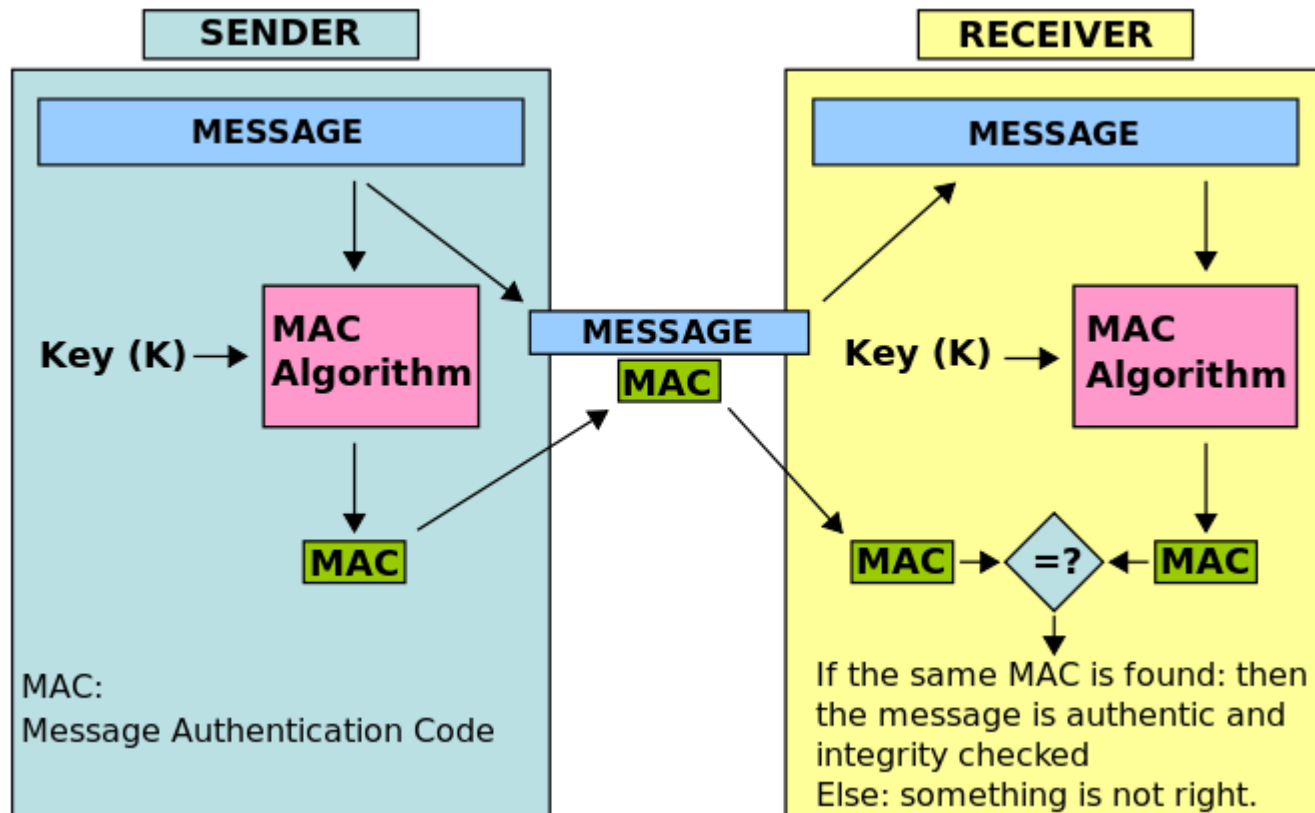 SENDER
MESSAGE
Key (K)
MAC
Algorithm
MAC
MAC:
Message Authentication Code
MESSAGE
MAC
RECEIVER
MESSAGE
Key (K)
MAC
Algorithm
MAC
=?
MAC
If the same MAC is found: then
the message is authentic and
integrity checked
Else: something is not right.